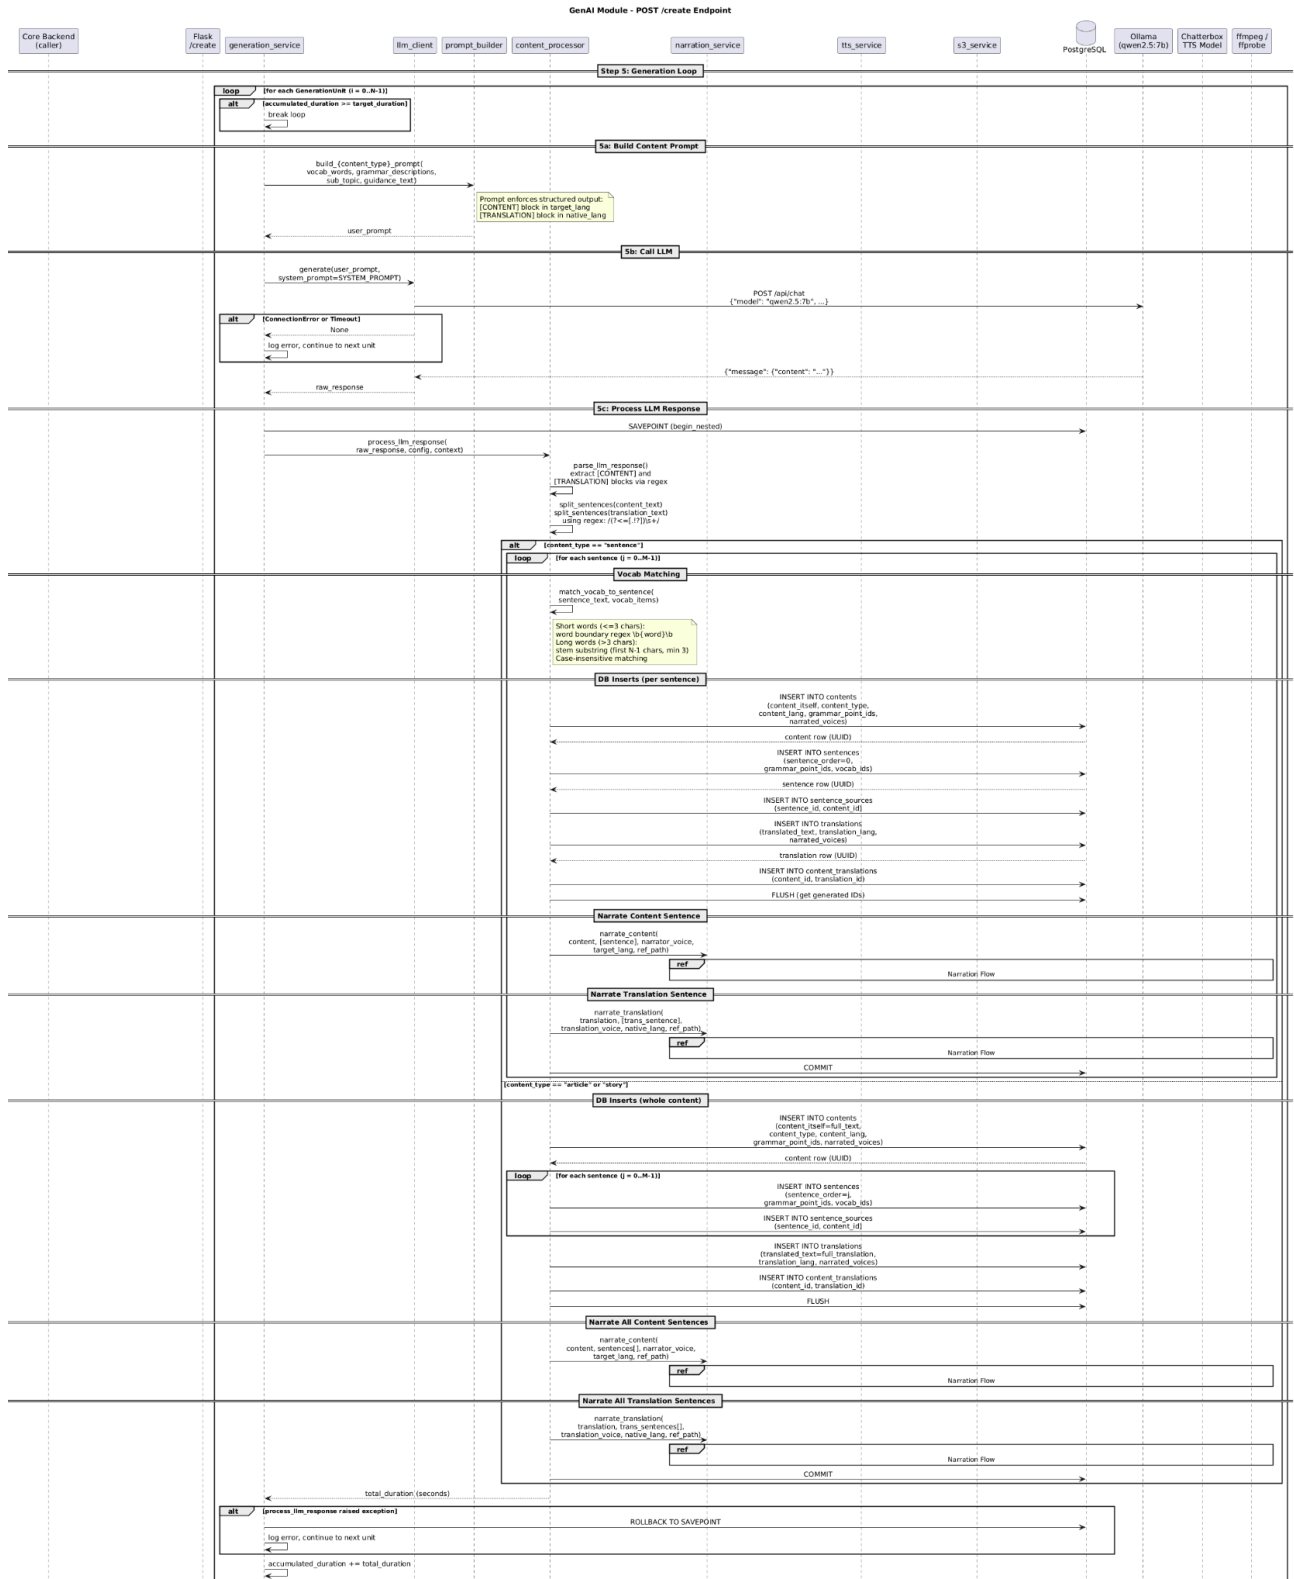 GenAI Module - POST /create Endpoint
Core Backend
(caller)
Flask
/create
generation_service
llm_client
prompt_builder
content_processor
narration_service
tts_service
s3_service
PostgreSQL
Ollama
(qwen2.5:7b)
Chatterbox
TTS Model
ffmpeg /
ffprobe
Step 5: Generation Loop
loop [for each GenerationUnit (i = 0..N-1)]
alt [accumulated_duration >= target_duration]
break loop
5a: Build Content Prompt
build_{content_type}_prompt(
vocab_words, grammar_descriptions,
sub_topic, guidance_text)
Prompt enforces structured output:
[CONTENT] block in target_lang
[TRANSLATION] block in native_lang
user_prompt
5b: Call LLM
generate(user_prompt,
system_prompt=SYSTEM_PROMPT)
POST /api/chat
{"model": "qwen2.5:7b", ...}
alt [ConnectionError or Timeout]
None
log error, continue to next unit
{"message": {"content": "..."}}
raw_response
5c: Process LLM Response
SAVEPOINT (begin_nested)
process_llm_response(
raw_response, config, context)
parse_llm_response()
extract [CONTENT] and
[TRANSLATION] blocks via regex
split_sentences(content_text)
split_sentences(translation_text)
using regex: /(?<=[.!?])\s+/
alt [content_type == "sentence"]
loop [for each sentence (j = 0..M-1)]
Vocab Matching
match_vocab_to_sentence(
sentence_text, vocab_items)
Short words (<=3 chars):
word boundary regex \b{word}\b
Long words (>3 chars):
stem substring (first N-1 chars, min 3)
Case-insensitive matching
DB Inserts (per sentence)
INSERT INTO contents
(content_itself, content_type,
content_lang, grammar_point_ids,
narrated_voices)
content row (UUID)
INSERT INTO sentences
(sentence_order=0,
grammar_point_ids, vocab_ids)
sentence row (UUID)
INSERT INTO sentence_sources
(sentence_id, content_id)
INSERT INTO translations
(translated_text, translation_lang,
narrated_voices)
translation row (UUID)
INSERT INTO content_translations
(content_id, translation_id)
FLUSH (get generated IDs)
Narrate Content Sentence
narrate_content(
content, [sentence], narrator_voice,
target_lang, ref_path)
ref
Narration Flow
Narrate Translation Sentence
narrate_translation(
translation, [trans_sentence],
translation_voice, native_lang, ref_path)
ref
Narration Flow
COMMIT
[content_type == "article" or "story"]
DB Inserts (whole content)
INSERT INTO contents
(content_itself=full_text,
content_type, content_lang,
grammar_point_ids, narrated_voices)
content row (UUID)
loop [for each sentence (j = 0..M-1)]
INSERT INTO sentences
(sentence_order=j,
grammar_point_ids, vocab_ids)
INSERT INTO sentence_sources
(sentence_id, content_id)
INSERT INTO translations
(translated_text=full_translation,
translation_lang, narrated_voices)
INSERT INTO content_translations
(content_id, translation_id)
FLUSH
Narrate All Content Sentences
narrate_content(
content, sentences[], narrator_voice,
target_lang, ref_path)
ref
Narration Flow
Narrate All Translation Sentences
narrate_translation(
translation, trans_sentences[],
translation_voice, native_lang, ref_path)
ref
Narration Flow
COMMIT
total_duration (seconds)
alt [process_llm_response raised exception]
ROLLBACK TO SAVEPOINT
log error, continue to next unit
accumulated_duration += total_duration